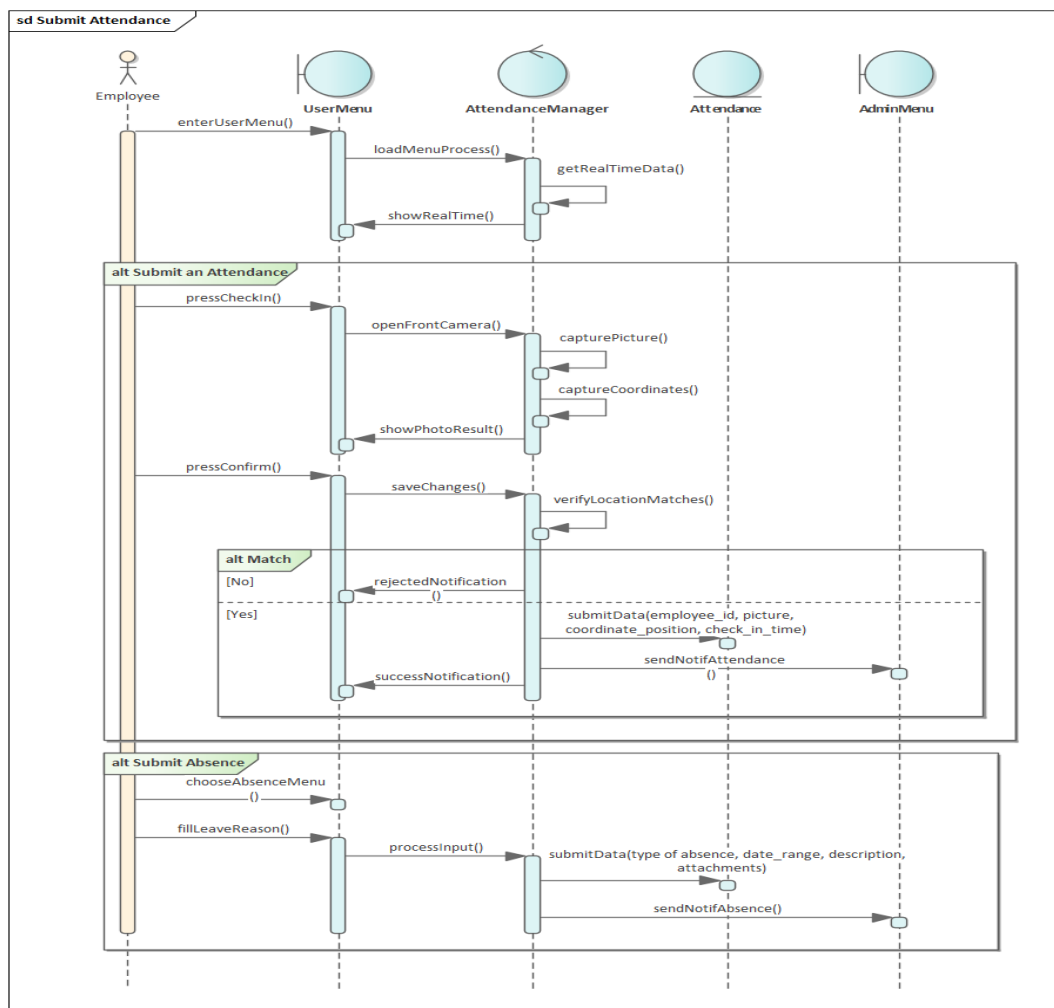 sd Submit Attendance
Employee
UserMenu
AttendanceManager
Attendance
AdminMenu
enterUserMenu()
loadMenuProcess()
getRealTimeData()
showRealTime()
alt Submit an Attendance
pressCheckIn()
openFrontCamera()
capturePicture()
captureCoordinates()
showPhotoResult()
pressConfirm()
saveChanges()
verifyLocationMatches()
alt Match
[No]
rejectedNotification
()
[Yes]
submitData(employee_id, picture,
coordinate_position, check_in_time)
sendNotifAttendance
()
successNotification()
alt Submit Absence
chooseAbsenceMenu
()
fillLeaveReason()
processInput()
submitData(type of absence, date_range, description,
attachments)
sendNotifAbsence()